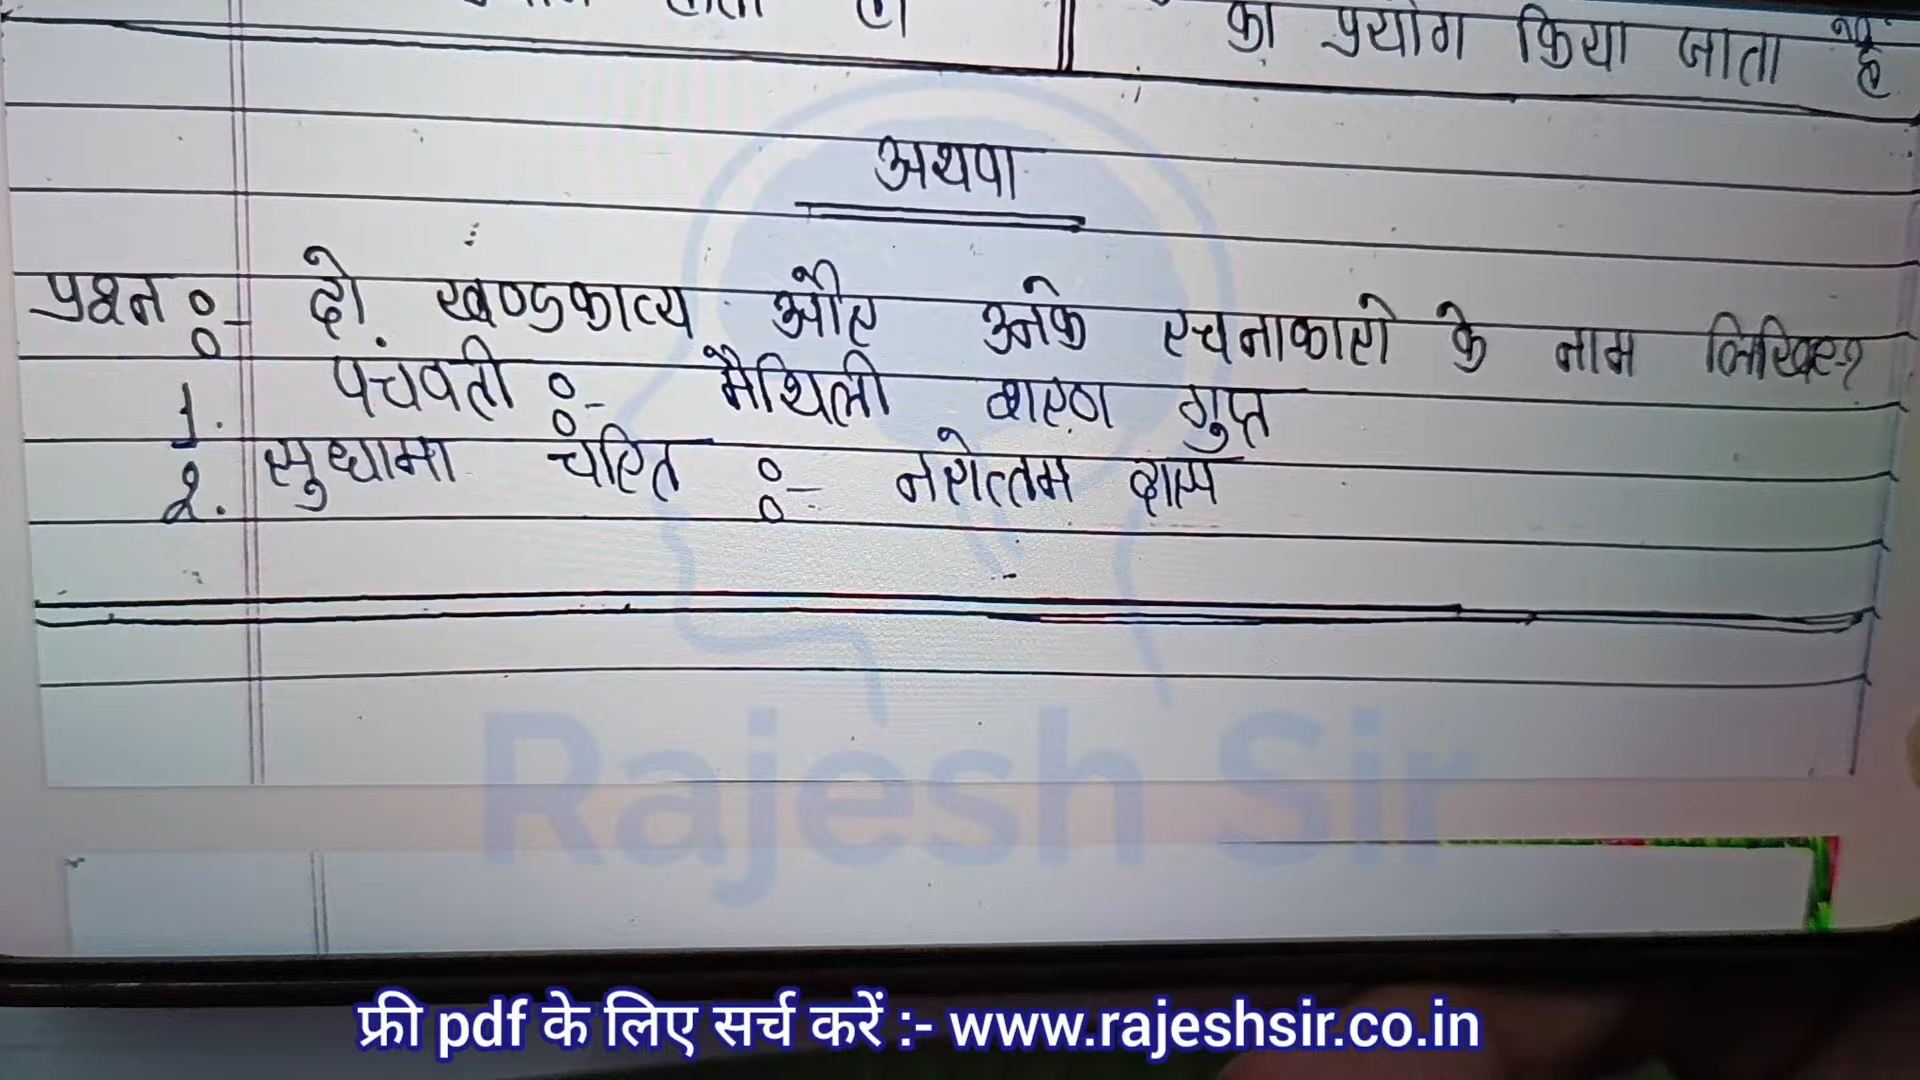 का प्रयोग किया जाता है
अथवा
प्रश्न :- दो खण्डकाव्य और उनके रचनाकारो के नाम लिखिए-?
1. पंचवती :- मैथिली शरण गुप्त
2. सुधामा चरित :- नरोत्तम दास
Rajesh Sir
फ्री pdf के लिए सर्च करें :- www.rajeshsir.co.in